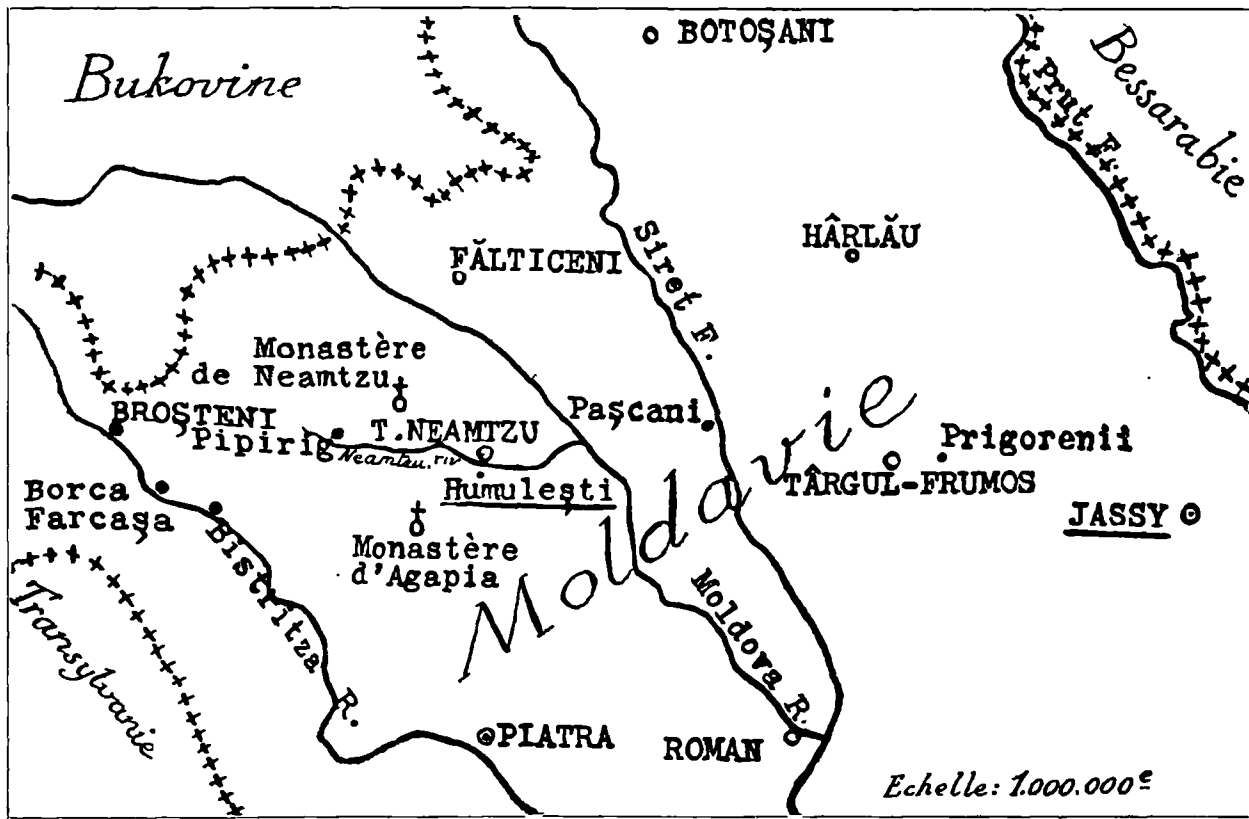 BOTOŞANI
Bukovine
Bessarabie
Prut F.
HÂRLĂU
Siret F.
FĂLTICENI
Monastère
de Neamtzu
Paşcani
BROŞTENI
Pipirig
T.NEAMTZU
Neamtzu. riv
Prigorenii
TÂRGUL-FRUMOS
Humuleşti
JASSY
Borca
Farcaşa
Bistritza R.
Monastère
d'Agapia
Moldavie
Moldova R.
Transylvanie
PIATRA
ROMAN
Echelle: 1.000.000e